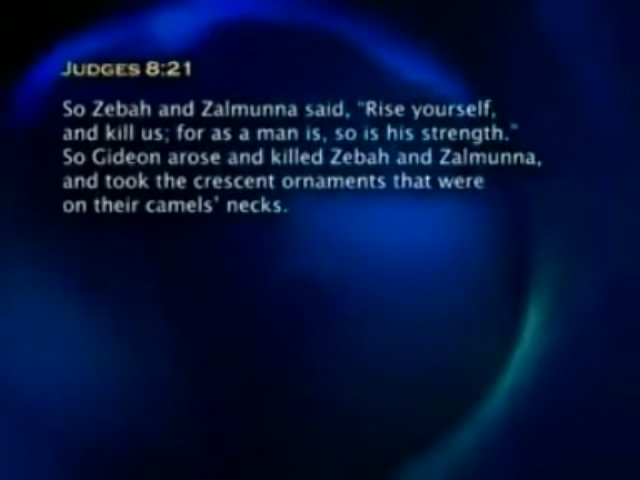 JUDGES 8:21
So Zebah and Zalmunna said, "Rise yourself,
and kill us; for as a man is, so is his strength."
So Gideon arose and killed Zebah and Zalmunna,
and took the crescent ornaments that were
on their camels' necks.